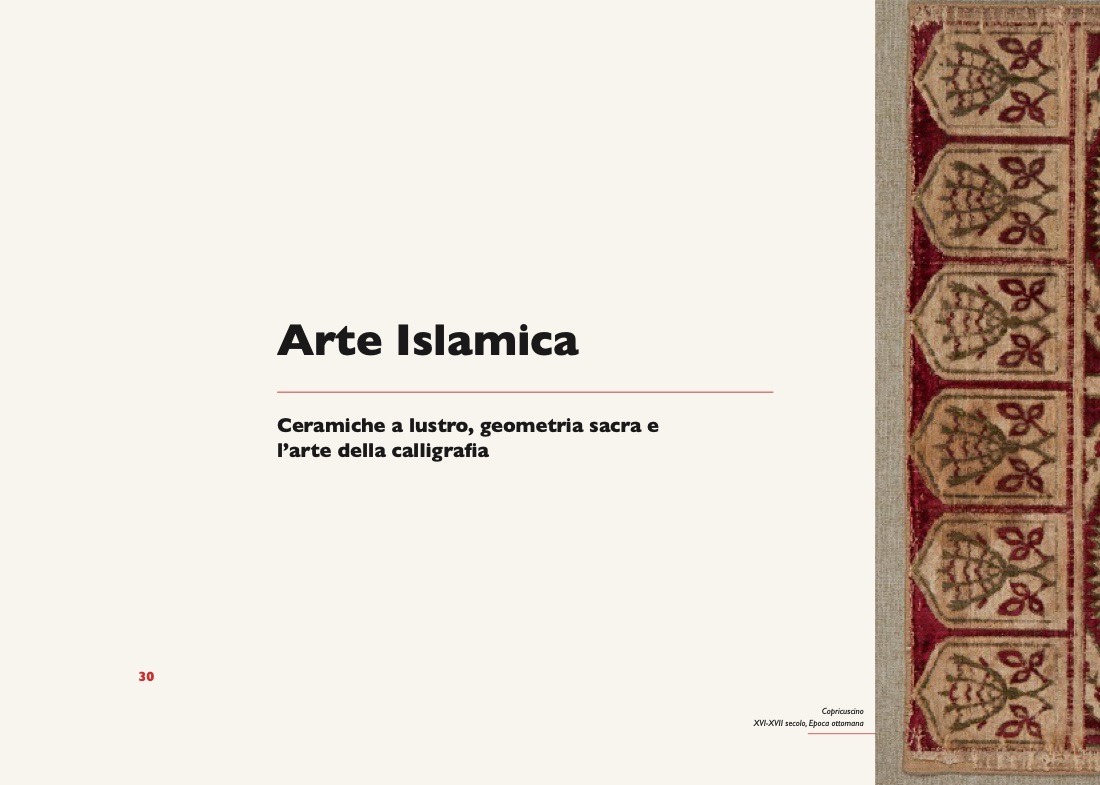 Arte Islamica
Ceramiche a lustro, geometria sacra e
l’arte della calligrafia
30
Copricuscino
XVI-XVII secolo, Epoca ottomana